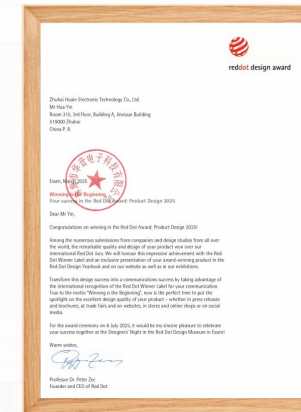 reddot design award
Zhuhai Huain Electronic Technology Co., Ltd.
Mr Hua Yin
Room 315, 3rd Floor, Building A, Jinxiyue Building
519000 Zhuhai
China P. R.
Essen, March 2025
Winning is the Beginning
Your success in the Red Dot Award: Product Design 2025
Dear Mr Yin,
Congratulations on winning in the Red Dot Award: Product Design 2025!
Among the numerous submissions from companies and design studios from all over
the world, the remarkable quality and design of your product won over our
international Red Dot Jury. We will honour this impressive achievement with the Red
Dot Winner Label and an exclusive presentation of your award-winning product in the
Red Dot Design Yearbook and on our website as well as in our exhibitions.
Transform this design success into a communications success by taking advantage of
the international recognition of the Red Dot Winner Label for your communication.
True to the motto "Winning is the Beginning", now is the perfect time to put the
spotlight on the excellent design quality of your product – whether in press releases
and brochures, at trade fairs and on websites, in stores and online shops or on social
media.
For the award ceremony on 8 July 2025, it would be my sincere pleasure to celebrate
your success together at the Designers' Night in the Red Dot Design Museum in Essen!
Warm wishes,
Professor Dr. Peter Zec
Founder and CEO of Red Dot